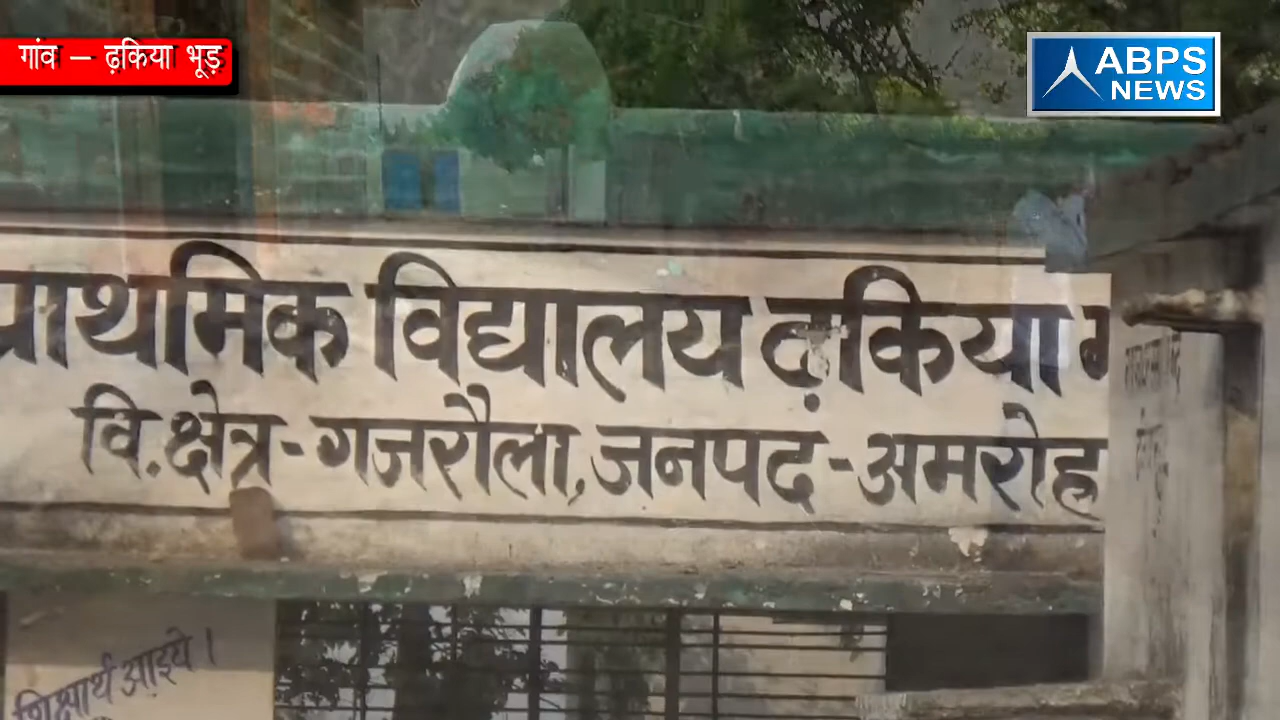 गांव – ढ़किया भूड़
ABPS
NEWS
प्राथमिक विद्यालय ढ़किया
वि.क्षेत्र-गजरौला,जनपद-अमरोह
शिक्षार्थ आइये ।